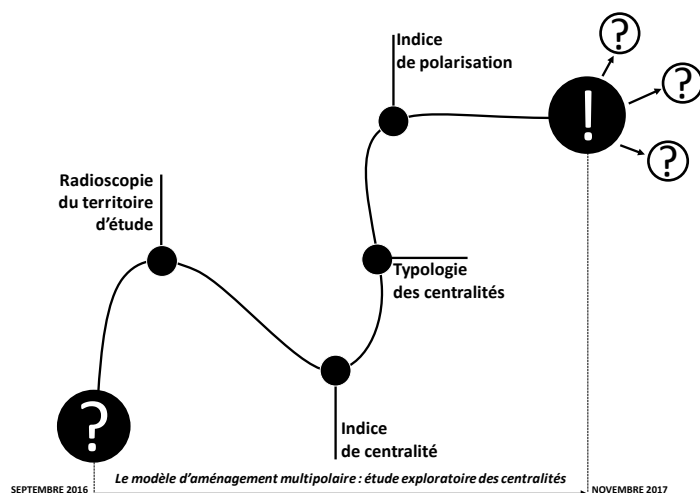 Indice
de polarisation
?
?
!
?
Radioscopie
du territoire
d'étude
Typologie
des centralités
?
Indice
de centralité
Le modèle d'aménagement multipolaire : étude exploratoire des centralités
SEPTEMBRE 2016
NOVEMBRE 2017